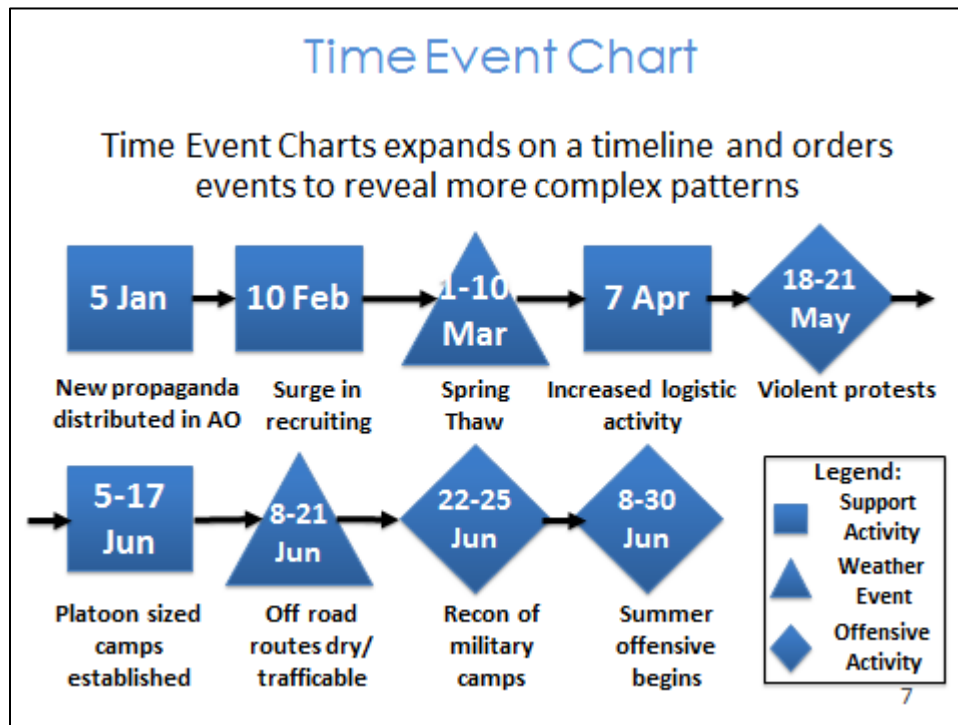 Time Event Chart
Time Event Charts expands on a timeline and orders
events to reveal more complex patterns
5 Jan
10 Feb
1-10
Mar
7 Apr
18-21
May
New propaganda
distributed in AO
Surge in
recruiting
Spring
Thaw
Increased logistic
activity
Violent protests
5-17
Jun
8-21
Jun
22-25
Jun
8-30
Jun
Platoon sized
camps
established
Off road
routes dry/
trafficable
Recon of
military
camps
Summer
offensive
begins
Legend:
Support
Activity
Weather
Event
Offensive
Activity
7